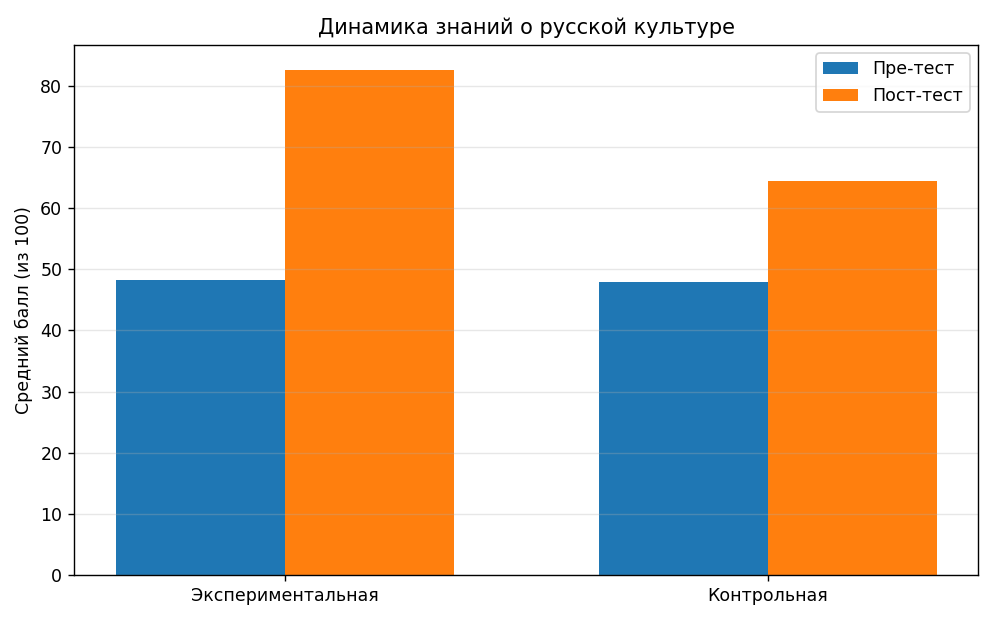 Динамика знаний о русской культуре
Пре-тест
Пост-тест
Средний балл (из 100)
80
70
60
50
40
30
20
10
0
Экспериментальная
Контрольная